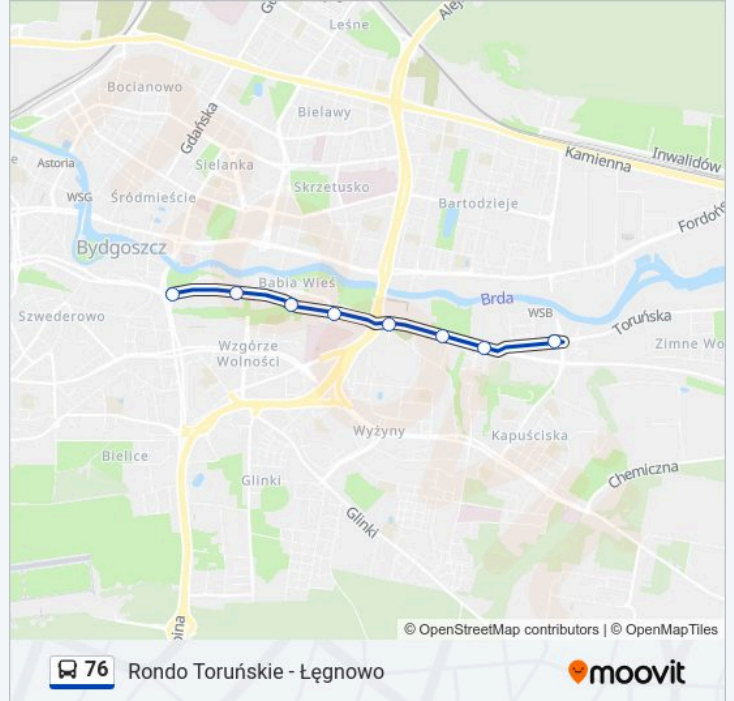 Leśne
Bocianowo
Bielawy
Gdańska
Kamienna
Inwalidów
Astoria
Sielanka
Skrzetusko
WSG
Śródmieście
Bartodzieje
Fordoń
Bydgoszcz
Babia Wieś
Brda
WSB
Szwederowo
Toruńska
Wzgórze
Wolności
Zimne Wo
Wyżyny
Kapuściska
Bielice
Glinki
Chemiczna
Glinki
© OpenStreetMap contributors | © OpenMapTiles
76 Rondo Toruńskie - Łęgnowo moovit